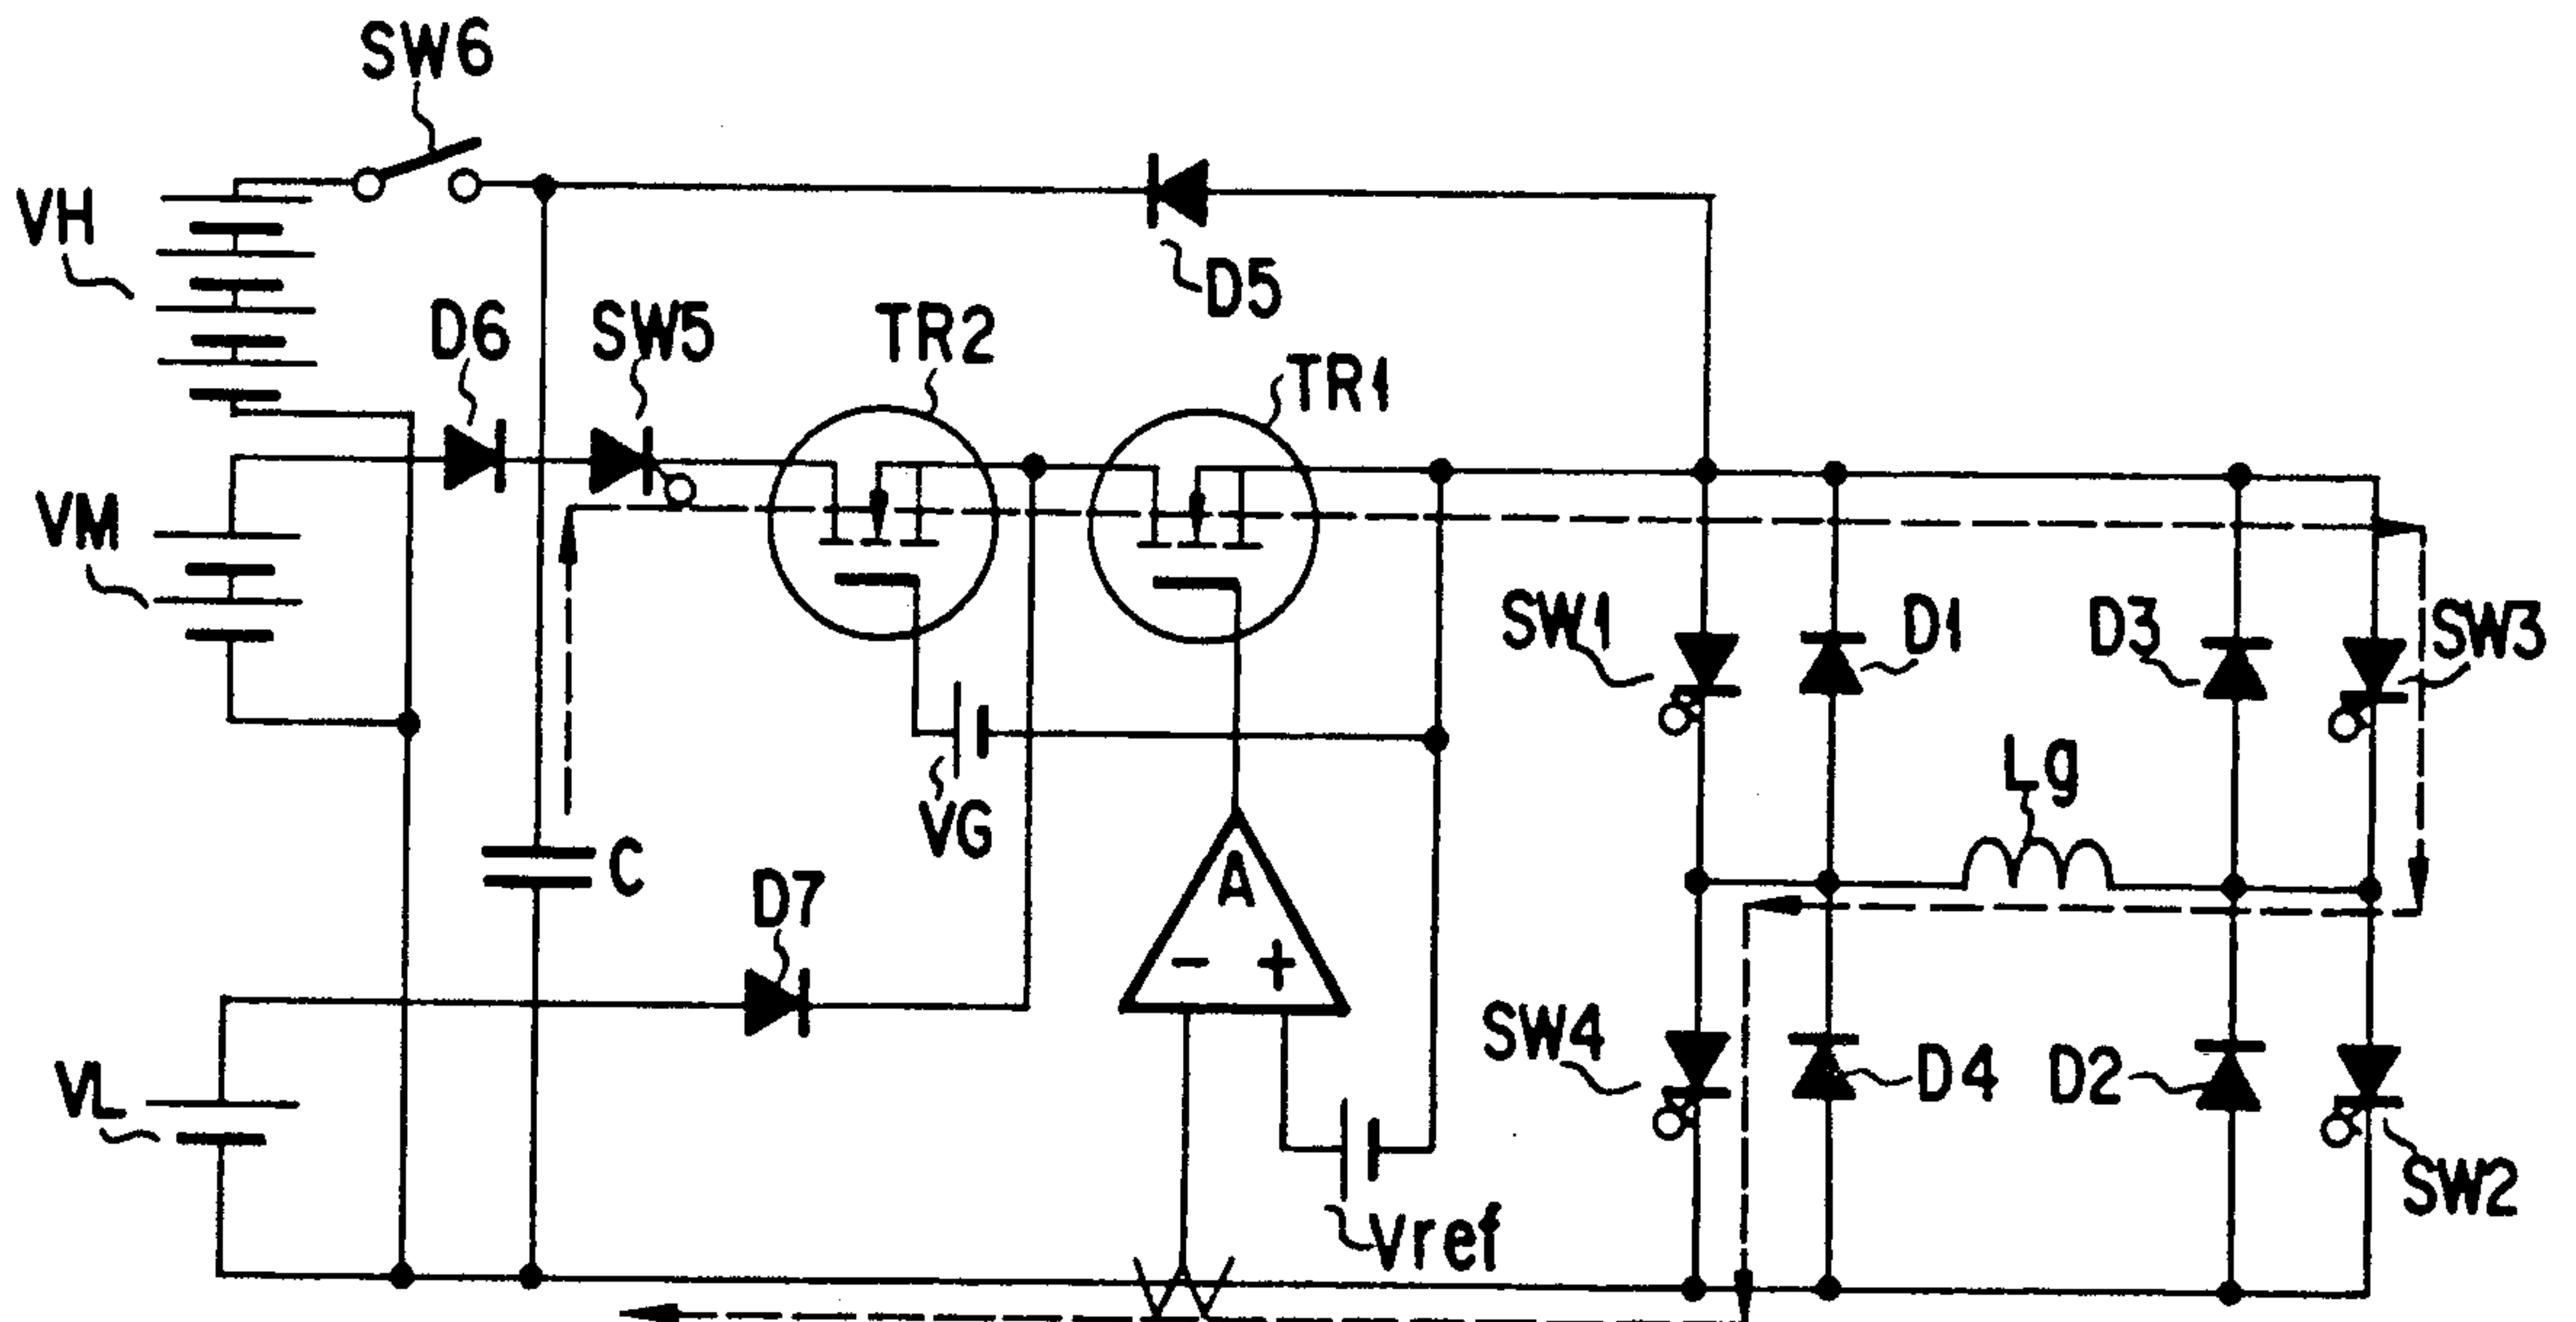 SW6
VH
D5
D6
SW5
TR2
TR1
VM
SW1
D1
D3
SW3
Lg
VG
C
A
D7
- +
SW4
D4
D2
VL
SW2
Vref